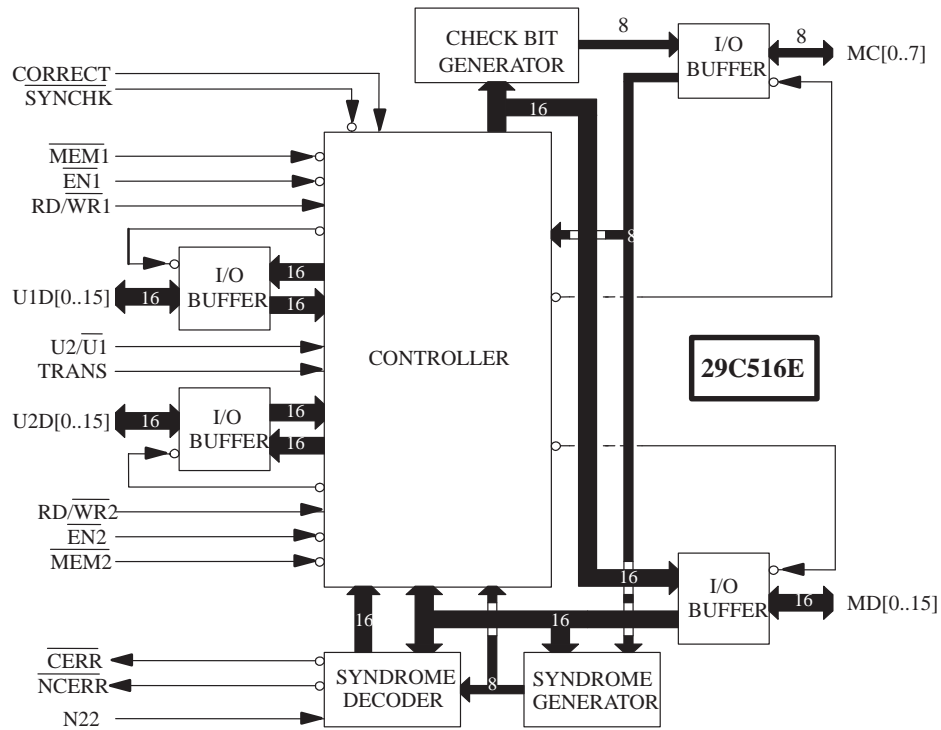 8
CHECK BIT
GENERATOR
I/O
BUFFER
8
MC[0..7]
CORRECT
SYNCHK
16
MEM1
EN1
RD/WR1
8
I/O
BUFFER
16
16
U1D[0..15]
16
U2/U1
TRANS
CONTROLLER
29C516E
I/O
BUFFER
16
16
U2D[0..15]
16
RD/WR2
EN2
MEM2
16
I/O
BUFFER
16
MD[0..15]
16
16
CERR
NCERR
N22
SYNDROME
DECODER
8
SYNDROME
GENERATOR